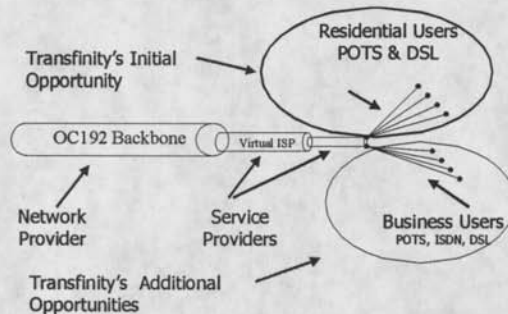 Residential Users
POTS & DSL
Transfinity's Initial
Opportunity
OC192 Backbone
Virtual ISP
Network
Provider
Service
Providers
Business Users
POTS, ISDN, DSL
Transfinity's Additional
Opportunities